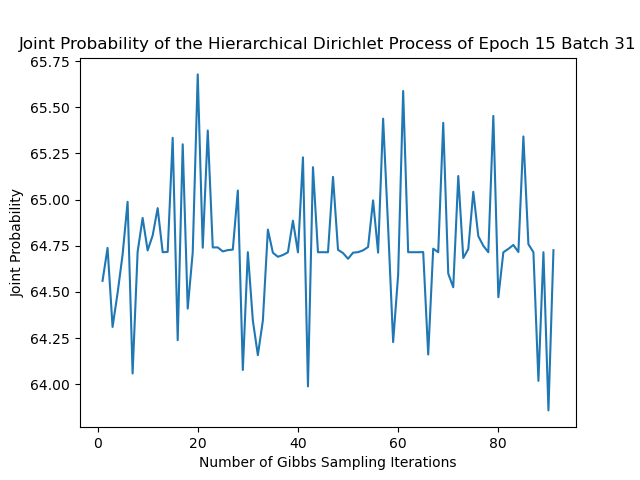 Joint Probability of the Hierarchical Dirichlet Process of Epoch 15 Batch 31
65.75
65.50
65.25
65.00
64.75
64.50
64.25
64.00
Joint Probability
0 20 40 60 80
Number of Gibbs Sampling Iterations